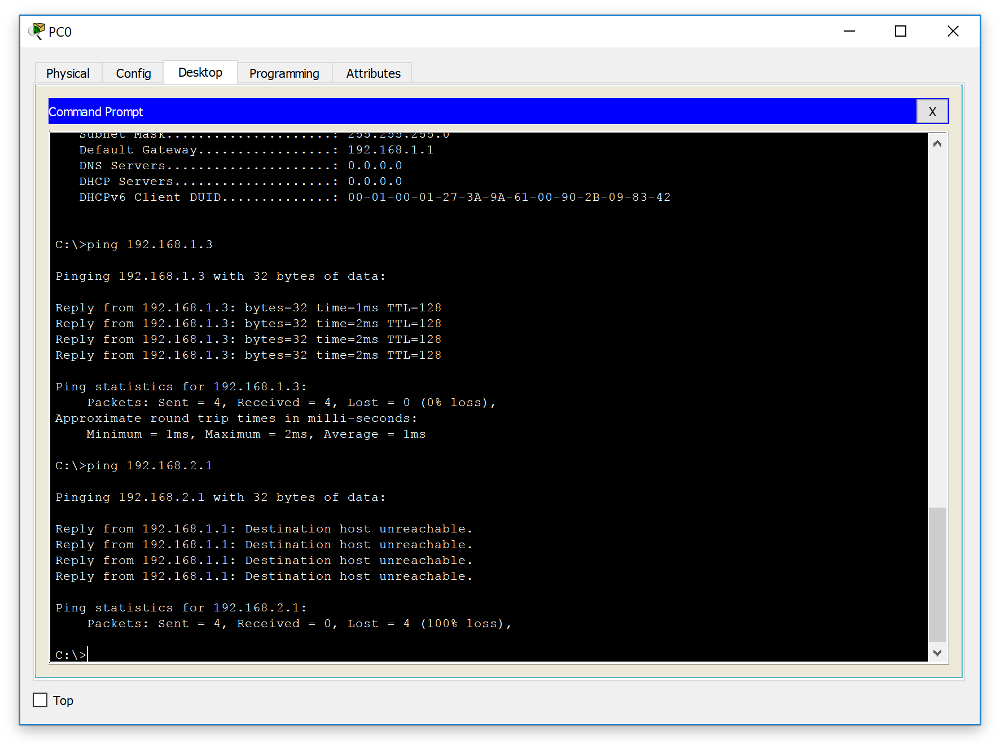 PC0
Physical Config Desktop Programming Attributes
Command Prompt X
Subnet Mask.....................: 255.255.255.0
Default Gateway.................: 192.168.1.1
DNS Servers.....................: 0.0.0.0
DHCP Servers....................: 0.0.0.0
DHCPv6 Client DUID..............: 00-01-00-01-27-3A-9A-61-00-90-2B-09-83-42
C:\>ping 192.168.1.3
Pinging 192.168.1.3 with 32 bytes of data:
Reply from 192.168.1.3: bytes=32 time=1ms TTL=128
Reply from 192.168.1.3: bytes=32 time=2ms TTL=128
Reply from 192.168.1.3: bytes=32 time=2ms TTL=128
Reply from 192.168.1.3: bytes=32 time=2ms TTL=128
Ping statistics for 192.168.1.3:
Packets: Sent = 4, Received = 4, Lost = 0 (0% loss),
Approximate round trip times in milli-seconds:
Minimum = 1ms, Maximum = 2ms, Average = 1ms
C:\>ping 192.168.2.1
Pinging 192.168.2.1 with 32 bytes of data:
Reply from 192.168.1.1: Destination host unreachable.
Reply from 192.168.1.1: Destination host unreachable.
Reply from 192.168.1.1: Destination host unreachable.
Reply from 192.168.1.1: Destination host unreachable.
Ping statistics for 192.168.2.1:
Packets: Sent = 4, Received = 0, Lost = 4 (100% loss),
C:\>
Top